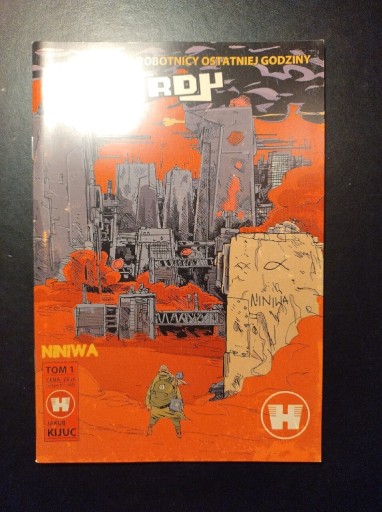 ROBOTNICY OSTATNIEJ GODZINY
NINIWA
NINIWA
TOM 1
H
JAKUB
KIJUC
H